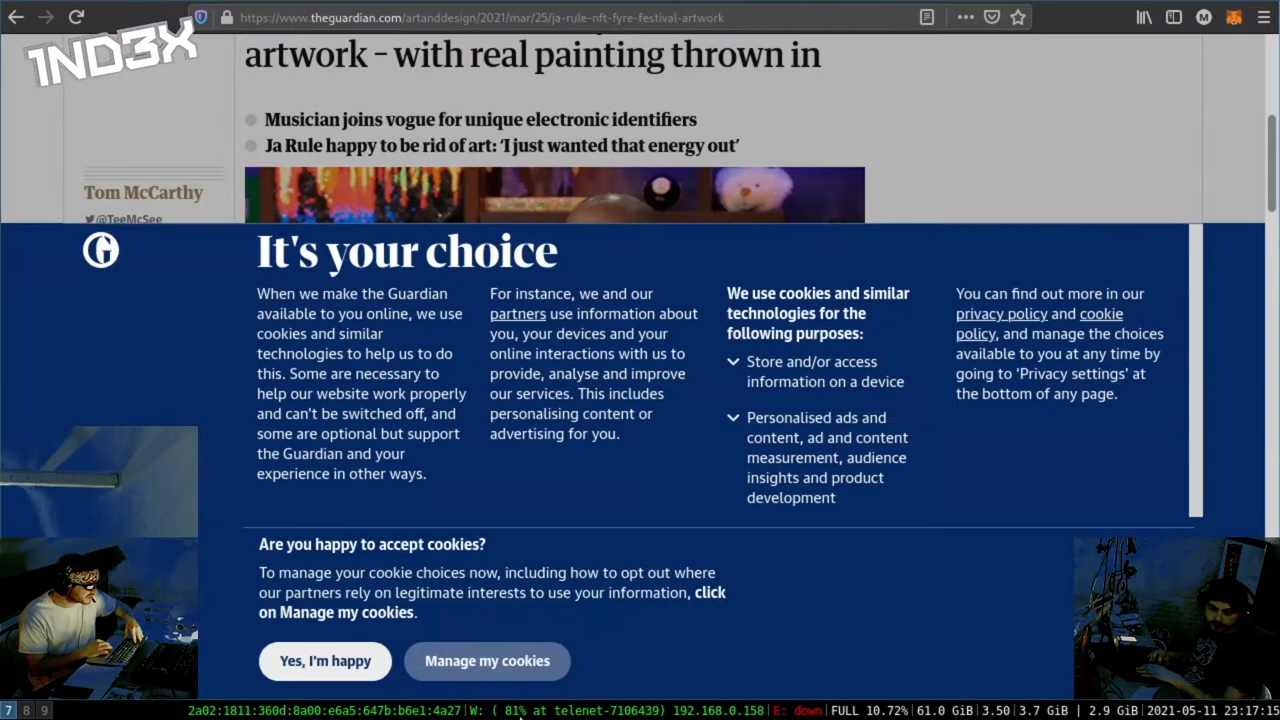 https://www.theguardian.com/artanddesign/2021/mar/25/ja-rule-nft-fyre-festival-artwork
M
1ND3X
artwork – with real painting thrown in
Musician joins vogue for unique electronic identifiers
Ja Rule happy to be rid of art: ‘I just wanted that energy out’
Tom McCarthy
@TeeMcSee
It's your choice
When we make the Guardian
available to you online, we use
cookies and similar
technologies to help us to do
this. Some are necessary to
help our website work properly
and can't be switched off, and
some are optional but support
the Guardian and your
experience in other ways.
For instance, we and our
partners use information about
you, your devices and your
online interactions with us to
provide, analyse and improve
our services. This includes
personalising content or
advertising for you.
We use cookies and similar
technologies for the
following purposes:
Store and/or access
information on a device
Personalised ads and
content, ad and content
measurement, audience
insights and product
development
You can find out more in our
privacy policy and cookie
policy, and manage the choices
available to you at any time by
going to 'Privacy settings' at
the bottom of any page.
Are you happy to accept cookies?
To manage your cookie choices now, including how to opt out where
our partners rely on legitimate interests to use your information, click
on Manage my cookies.
Yes, I'm happy
Manage my cookies
7 8 9 2a02:1811:360d:8a00:e6a5:647b:b6e1:4a27|W: ( 81% at telenet-7106439) 192.168.0.158|E: down|FULL 10.72%|61.0 GiB|3.50|3.7 GiB | 2.9 GiB|2021-05-11 23:17:15